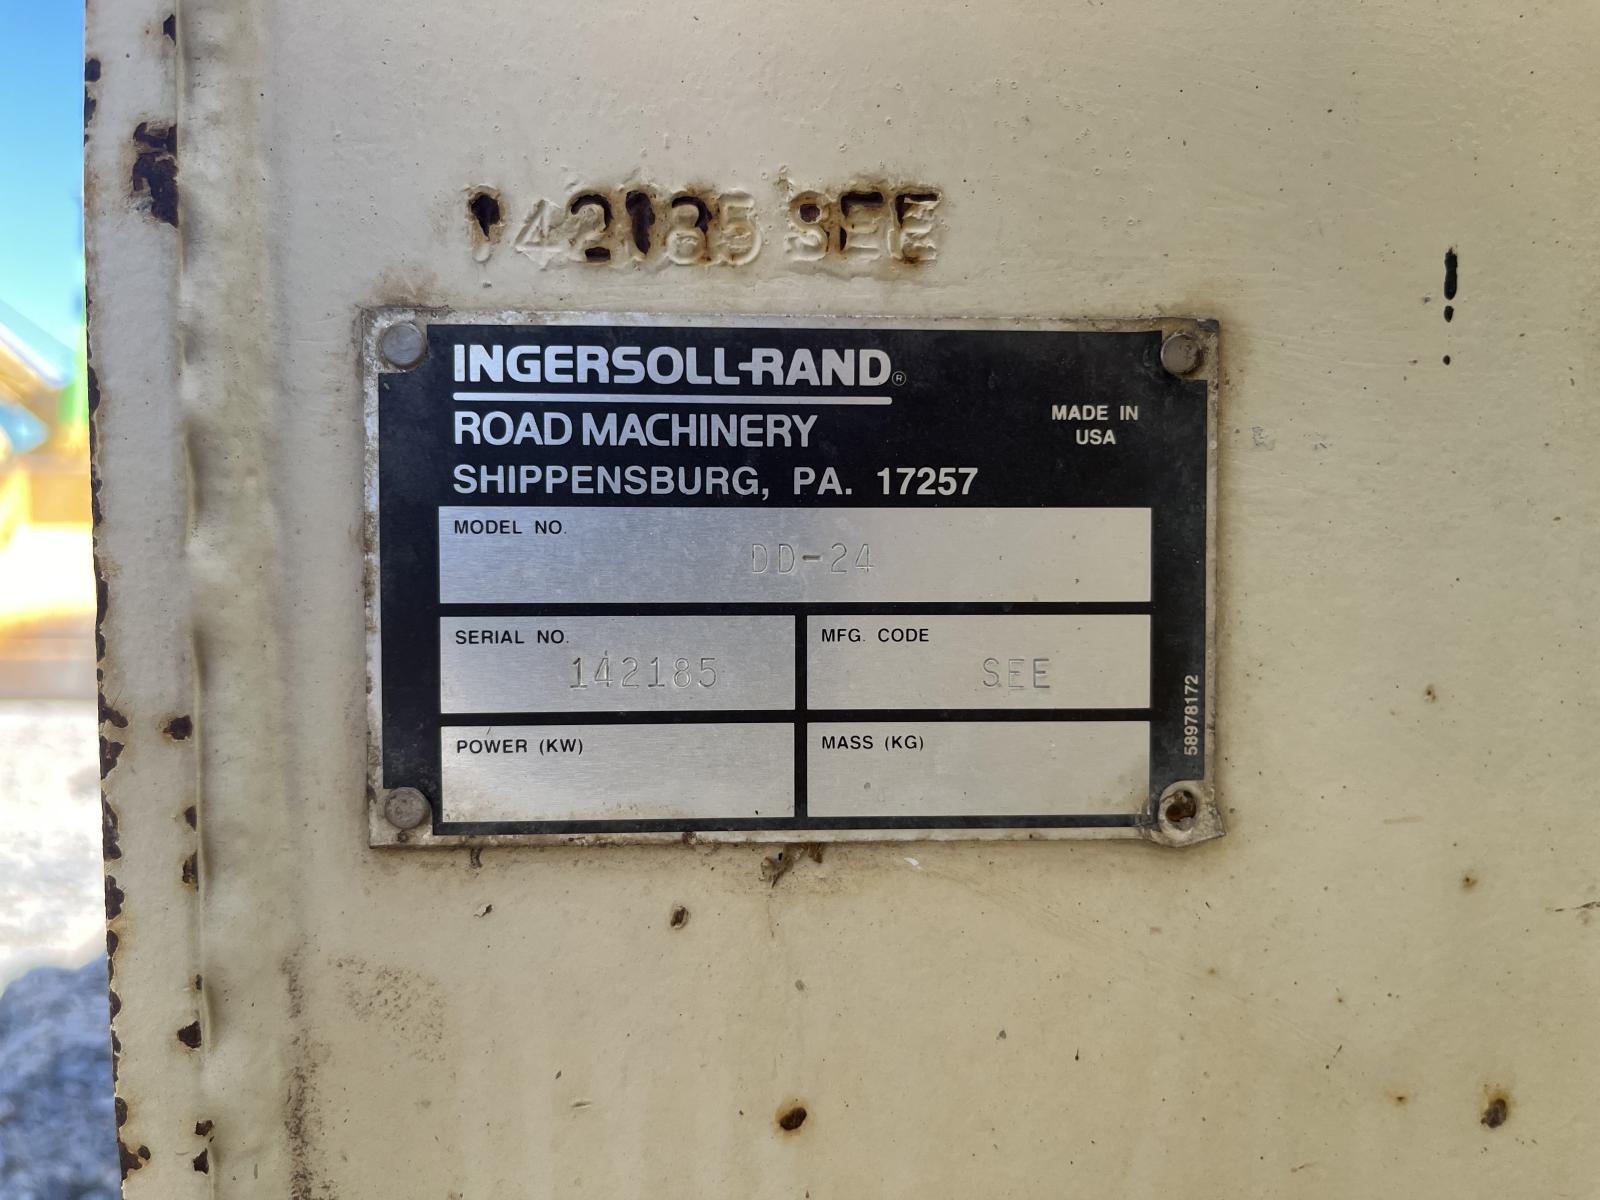 142185 SEE
INGERSOLL-RAND®
ROAD MACHINERY
SHIPPENSBURG, PA. 17257
MADE IN
USA
MODEL NO.
DD-24
SERIAL NO.
142185
MFG. CODE
SEE
POWER (KW)
MASS (KG)
58978172